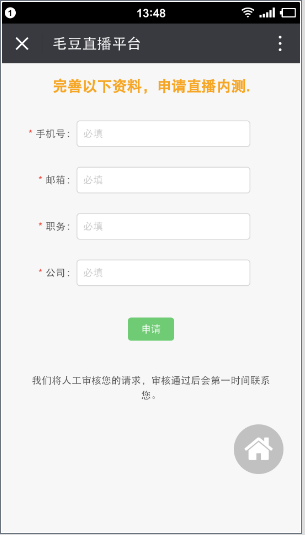 1 13:48
毛豆直播平台
完善以下资料，申请直播内测.
* 手机号： 必填
* 邮箱： 必填
* 职务： 必填
* 公司： 必填
申请
我们将人工审核您的请求，审核通过后会第一时间联系
您。